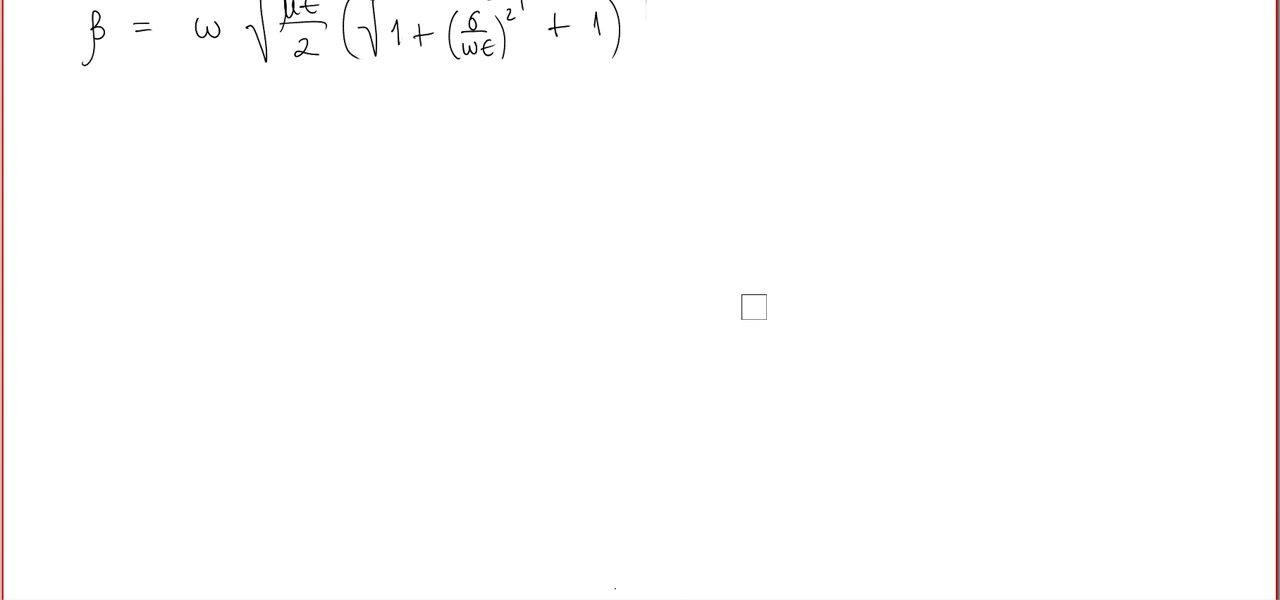 β = ω √(με/2 (√(1 + (σ/ωε)²) + 1))